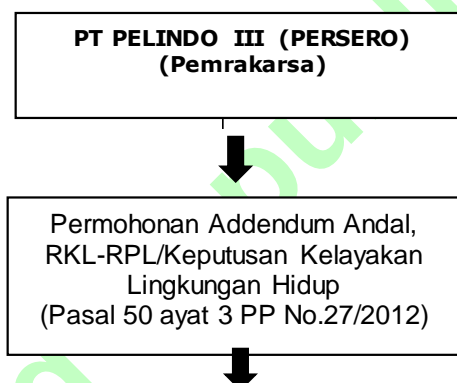 PT PELINDO III (PERSERO)
(Pemrakarsa)
Permohonan Addendum Andal,
RKL-RPL/Keputusan Kelayakan
Lingkungan Hidup
(Pasal 50 ayat 3 PP No.27/2012)